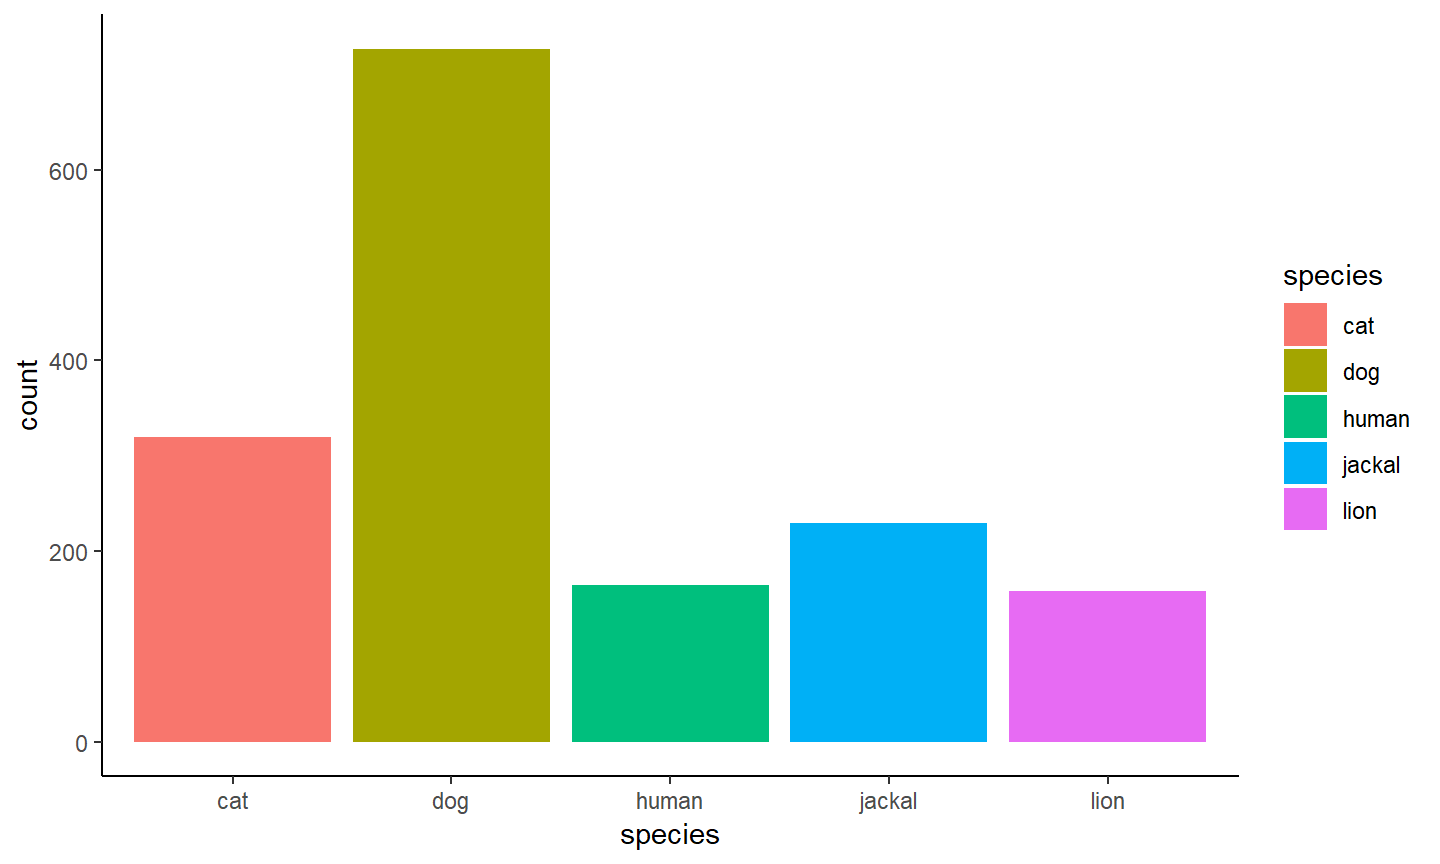 600
400
200
0
count
cat dog human jackal lion
species
species
cat
dog
human
jackal
lion